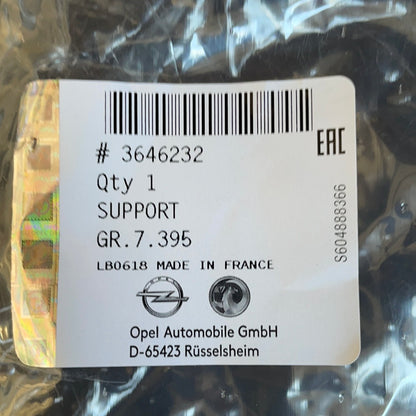 # 3646232
EAC
Qty 1
SUPPORT
GR.7.395
S604888366
LB0618 MADE IN FRANCE
Opel Automobile GmbH
D-65423 Rüsselsheim